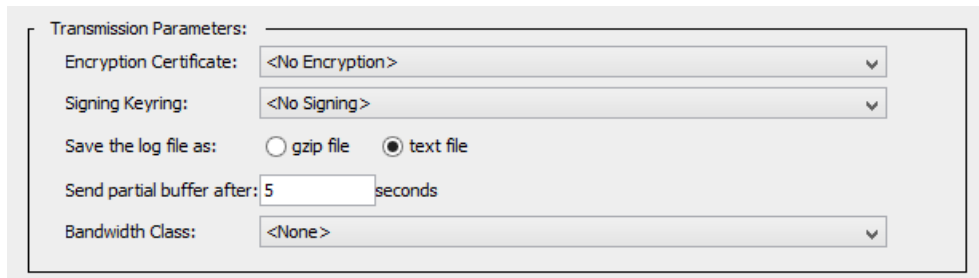 Transmission Parameters:
Encryption Certificate: <No Encryption>
Signing Keyring: <No Signing>
Save the log file as: gzip file text file
Send partial buffer after: 5 seconds
Bandwidth Class: <None>